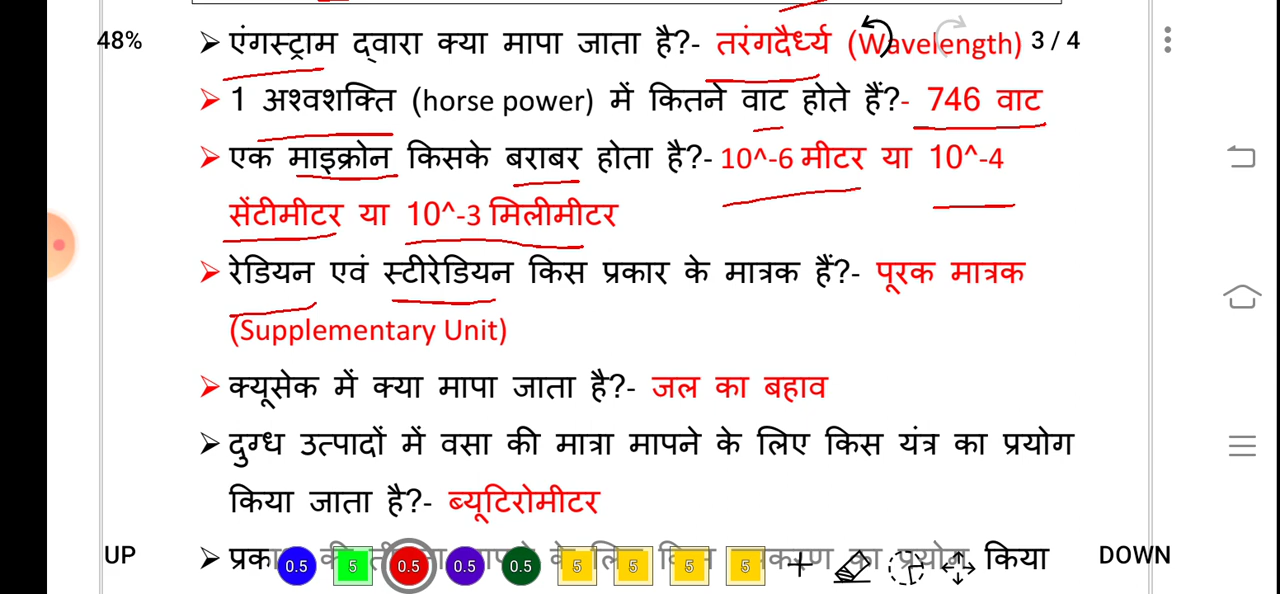 48%
एंगस्ट्राम द्वारा क्या मापा जाता है?- तरंगदैर्ध्य (Wavelength) 3 / 4
1 अश्वशक्ति (horse power) में कितने वाट होते हैं?- 746 वाट
एक माइक्रोन किसके बराबर होता है?- 10^-6 मीटर या 10^-4
सेंटीमीटर या 10^-3 मिलीमीटर
रेडियन एवं स्टीरेडियन किस प्रकार के मात्रक हैं?- पूरक मात्रक
(Supplementary Unit)
क्यूसेक में क्या मापा जाता है?- जल का बहाव
दुग्ध उत्पादों में वसा की मात्रा मापने के लिए किस यंत्र का प्रयोग
किया जाता है?- ब्यूटिरोमीटर
UP का प्रयोग किया DOWN
0.5 5 0.5 0.5 0.5 5 5 5 5